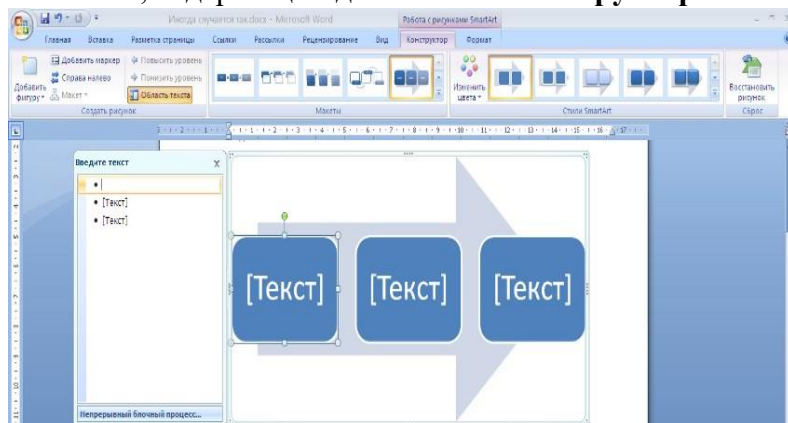 Иногда случается так.docx - Microsoft Word
Работа с рисунками SmartArt
Главная Вставка Разметка страницы Ссылки Рассылки Рецензирование Вид Конструктор Формат
Добавить фигуру
Добавить маркер
Справа налево
Макет
Повысить уровень
Понизить уровень
Область текста
Создать рисунок
Макеты
Изменить цвета
Стили SmartArt
Восстановить рисунок
Сброс
Введите текст x
[Текст]
[Текст]
Непрерывный блочный процесс...
[Текст] [Текст] [Текст]